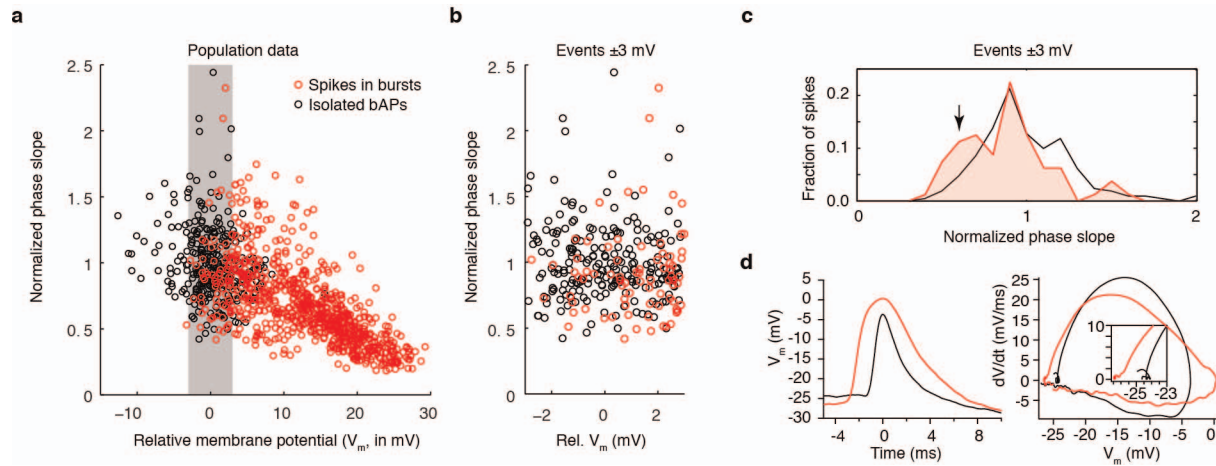 a
Population data
Normalized phase slope
2.5
2
1.5
1
0.5
0
Spikes in bursts
Isolated bAPs
−10
0
10
20
30
Relative membrane potential (Vm, in mV)
b
Events ±3 mV
Normalized phase slope
2.5
2
1.5
1
0.5
0
−2
0
2
Rel. Vm (mV)
c
Events ±3 mV
Fraction of spikes
0.2
0.1
0.0
0
1
2
Normalized phase slope
d
Vm (mV)
5
0
-5
-10
-15
-20
-25
-30
-4
0
4
8
Time (ms)
dV/dt (mV/ms)
25
20
15
10
5
0
-5
-10
10
0
-25
-23
-25
-20
-15
-10
-5
0
Vm (mV)